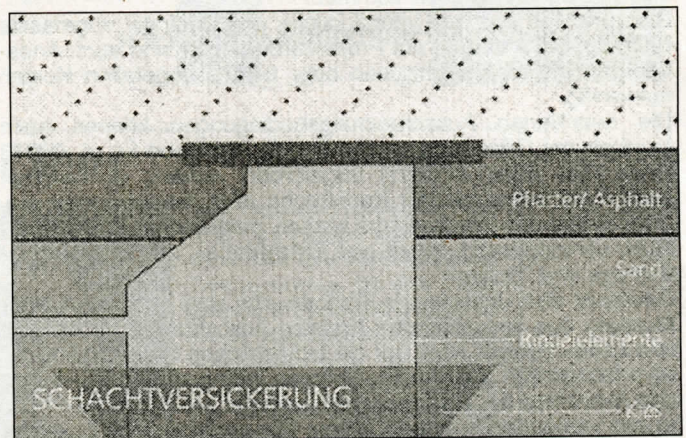 Pflaster/ Asphalt
Sand
Ringelemente
SCHACHTVERSICKERUNG
Kies